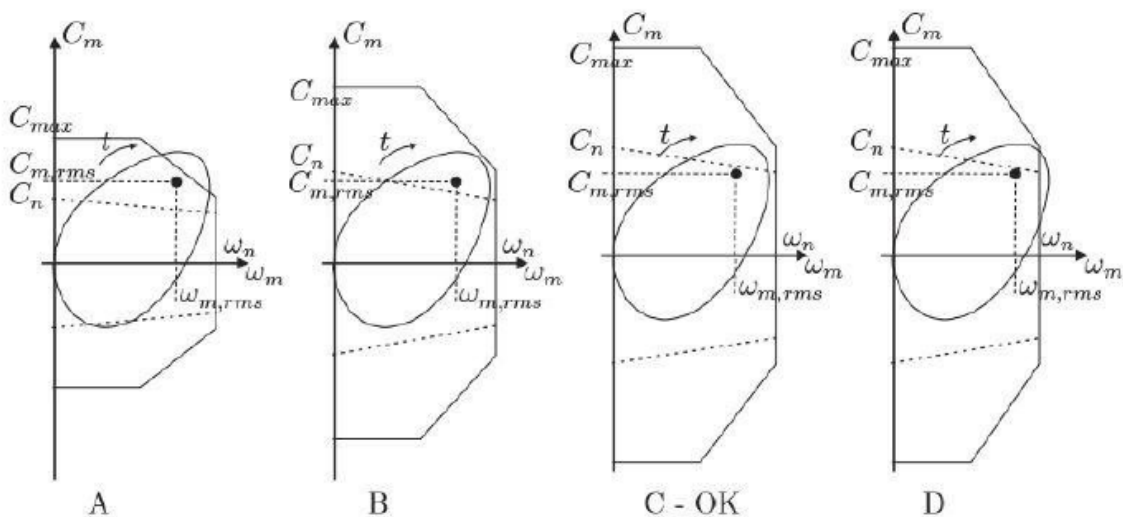 C_m
C_max
t
C_m,rms
C_n
ω_n
ω_m
ω_m,rms
A
C_m
C_max
t
C_n
C_m,rms
ω_n
ω_m
ω_m,rms
B
C_m
C_max
t
C_n
C_m,rms
ω_n
ω_m
ω_m,rms
C - OK
C_m
C_max
t
C_n
C_m,rms
ω_n
ω_m
ω_m,rms
D